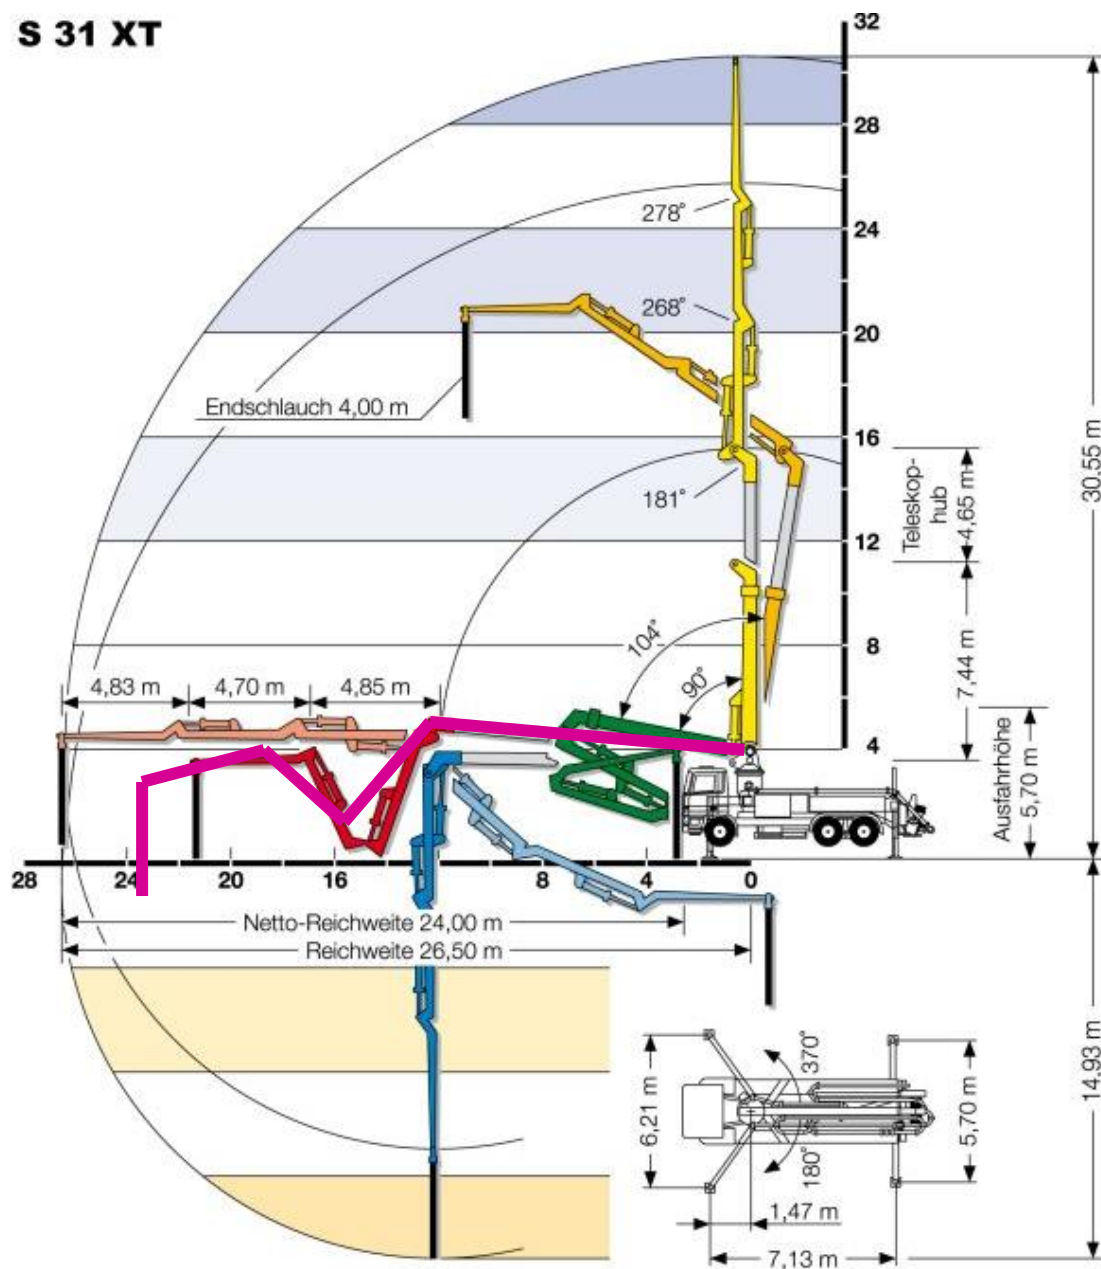 S 31 XT
32
28
278°
24
268°
20
Endschlauch 4,00 m
16
181°
Teleskop-
hub
4,65 m
30.55 m
12
104°
8
90°
7,44 m
4,83 m
4,70 m
4,85 m
4
Ausfahrhöhe
5,70 m
28
24
20
16
8
4
0
Netto-Reichweite 24,00 m
Reichweite 26,50 m
14,93 m
370°
6,21 m
5,70 m
180°
1,47 m
7,13 m